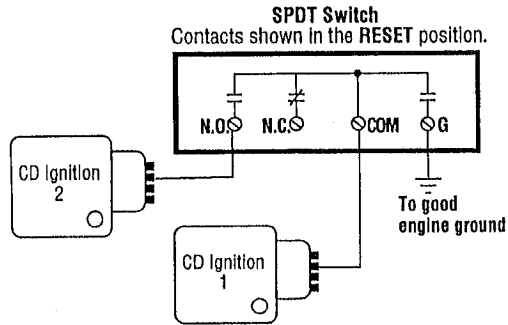 SPDT Switch
Contacts shown in the RESET position.
N.O. N.C. COM G
CD Ignition
2
To good
engine ground
CD Ignition
1